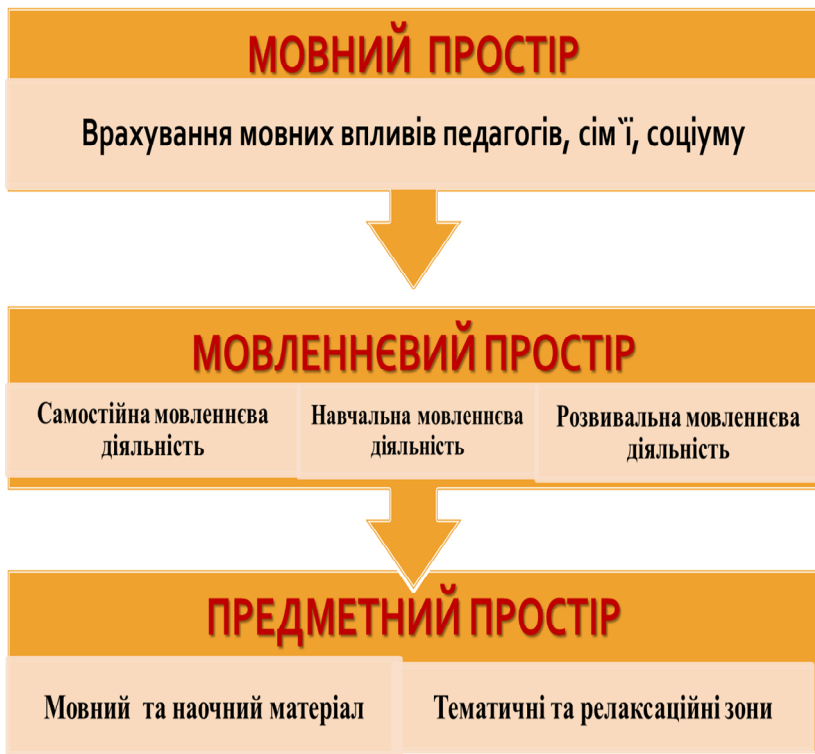 МОВНИЙ ПРОСТІР
Врахування мовних впливів педагогів, сім`ї, соціуму
МОВЛЕННЄВИЙ ПРОСТІР
Самостійна мовленнєва
діяльність
Навчальна мовленнєва
діяльність
Розвивальна мовленнєва
діяльність
ПРЕДМЕТНИЙ ПРОСТІР
Мовний та наочний матеріал
Тематичні та релаксаційні зони